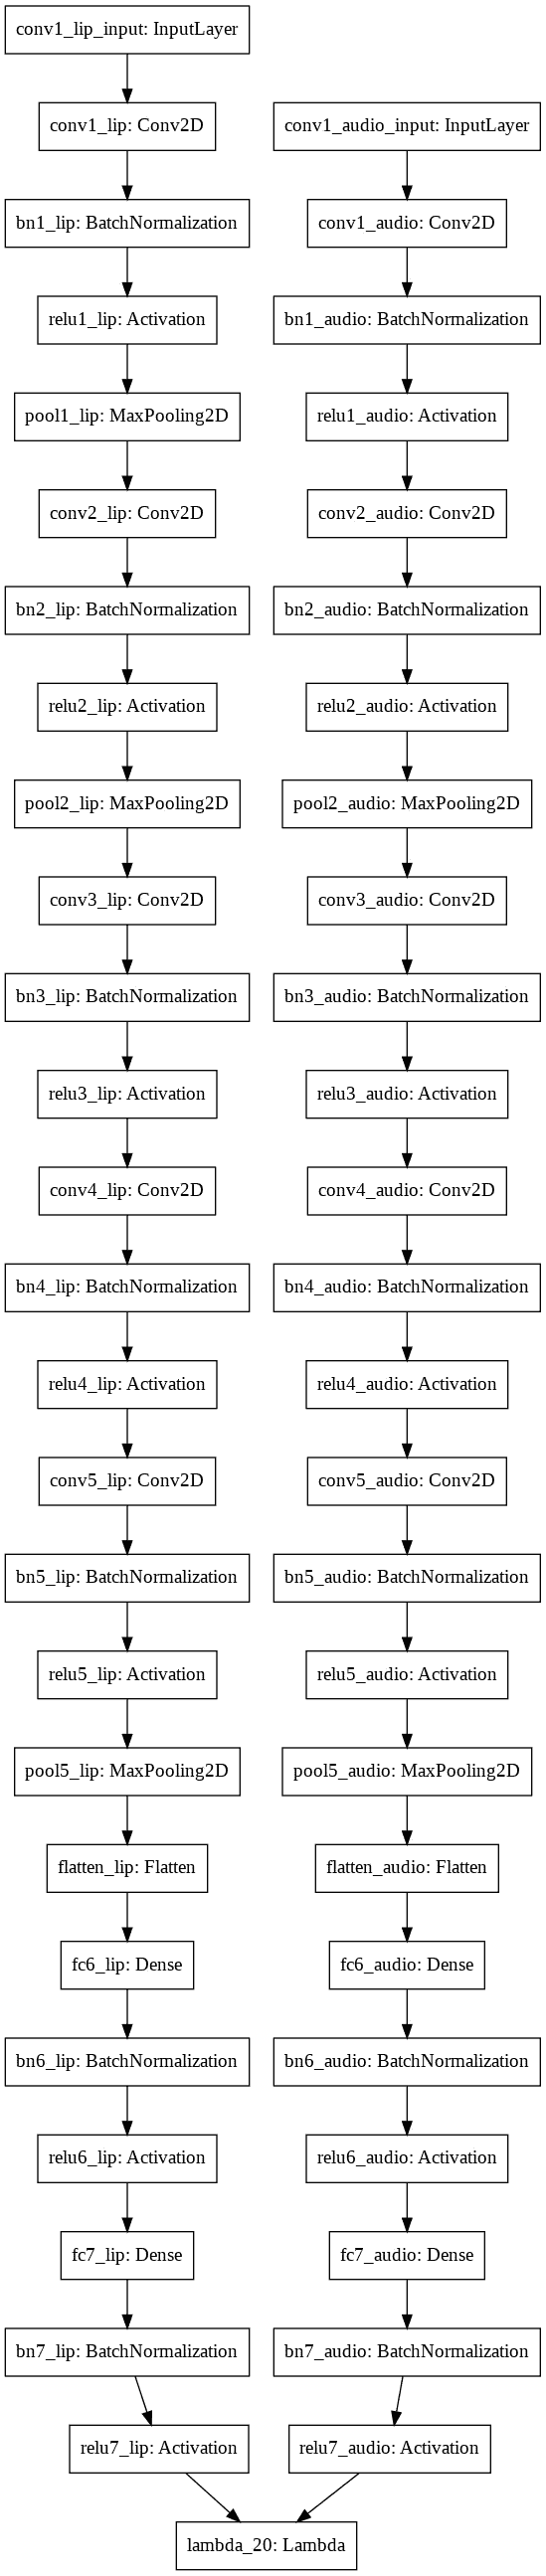 conv1_lip_input: InputLayer
conv1_lip: Conv2D
conv1_audio_input: InputLayer
bn1_lip: BatchNormalization
conv1_audio: Conv2D
relu1_lip: Activation
bn1_audio: BatchNormalization
pool1_lip: MaxPooling2D
relu1_audio: Activation
conv2_lip: Conv2D
conv2_audio: Conv2D
bn2_lip: BatchNormalization
bn2_audio: BatchNormalization
relu2_lip: Activation
relu2_audio: Activation
pool2_lip: MaxPooling2D
pool2_audio: MaxPooling2D
conv3_lip: Conv2D
conv3_audio: Conv2D
bn3_lip: BatchNormalization
bn3_audio: BatchNormalization
relu3_lip: Activation
relu3_audio: Activation
conv4_lip: Conv2D
conv4_audio: Conv2D
bn4_lip: BatchNormalization
bn4_audio: BatchNormalization
relu4_lip: Activation
relu4_audio: Activation
conv5_lip: Conv2D
conv5_audio: Conv2D
bn5_lip: BatchNormalization
bn5_audio: BatchNormalization
relu5_lip: Activation
relu5_audio: Activation
pool5_lip: MaxPooling2D
pool5_audio: MaxPooling2D
flatten_lip: Flatten
flatten_audio: Flatten
fc6_lip: Dense
fc6_audio: Dense
bn6_lip: BatchNormalization
bn6_audio: BatchNormalization
relu6_lip: Activation
relu6_audio: Activation
fc7_lip: Dense
fc7_audio: Dense
bn7_lip: BatchNormalization
bn7_audio: BatchNormalization
relu7_lip: Activation
relu7_audio: Activation
lambda_20: Lambda